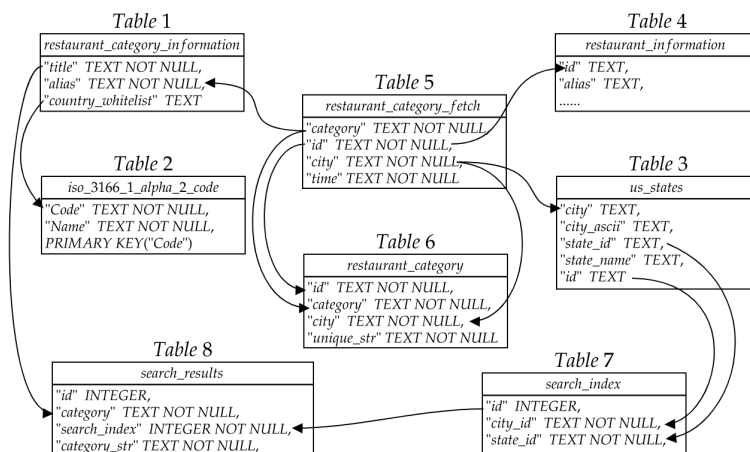 Table 1
restaurant_category_information
"title" TEXT NOT NULL,
"alias" TEXT NOT NULL,
"country_whitelist" TEXT
Table 4
restaurant_information
"id" TEXT,
"alias" TEXT,
......
Table 5
restaurant_category_fetch
"category" TEXT NOT NULL,
"id" TEXT NOT NULL,
"city" TEXT NOT NULL,
"time" TEXT NULL
Table 2
iso_3166_1_alpha_2_code
"Code" TEXT NOT NULL,
"Name" TEXT NOT NULL,
PRIMARY KEY("Code")
Table 3
us_states
"city" TEXT,
"city_ascii" TEXT,
"state_id" TEXT,
"state_name" TEXT,
"id" TEXT
Table 6
restaurant_category
"id" TEXT NOT NULL,
"category" TEXT NOT NULL,
"city" TEXT NOT NULL,
"unique_str" TEXT NOT NULL
Table 8
search_results
"id" INTEGER,
"category" TEXT NOT NULL,
"search_index" INTEGER NOT NULL,
"category_str" TEXT NOT NULL,
Table 7
search_index
"id" INTEGER,
"city_id" TEXT NOT NULL,
"state_id" TEXT NOT NULL,